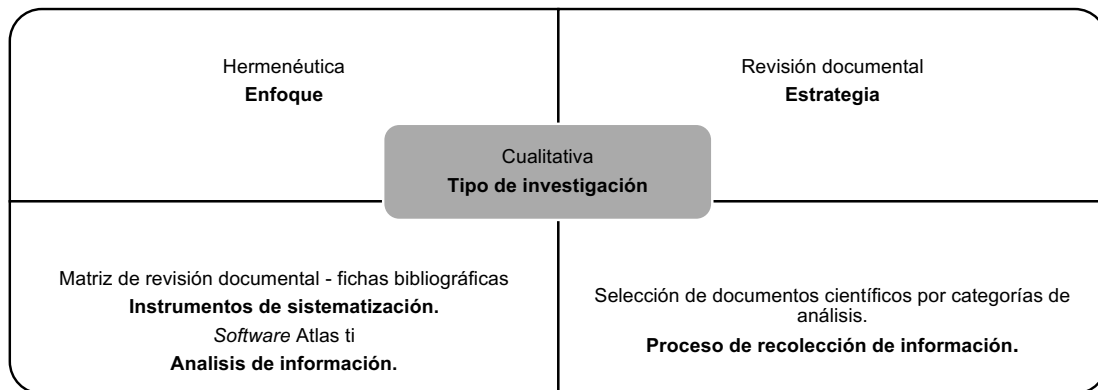 Hermenéutica
Enfoque
Revisión documental
Estrategia
Cualitativa
Tipo de investigación
Matriz de revisión documental - fichas bibliográficas
Instrumentos de sistematización.
Software Atlas ti
Analisis de información.
Selección de documentos científicos por categorías de
análisis.
Proceso de recolección de información.